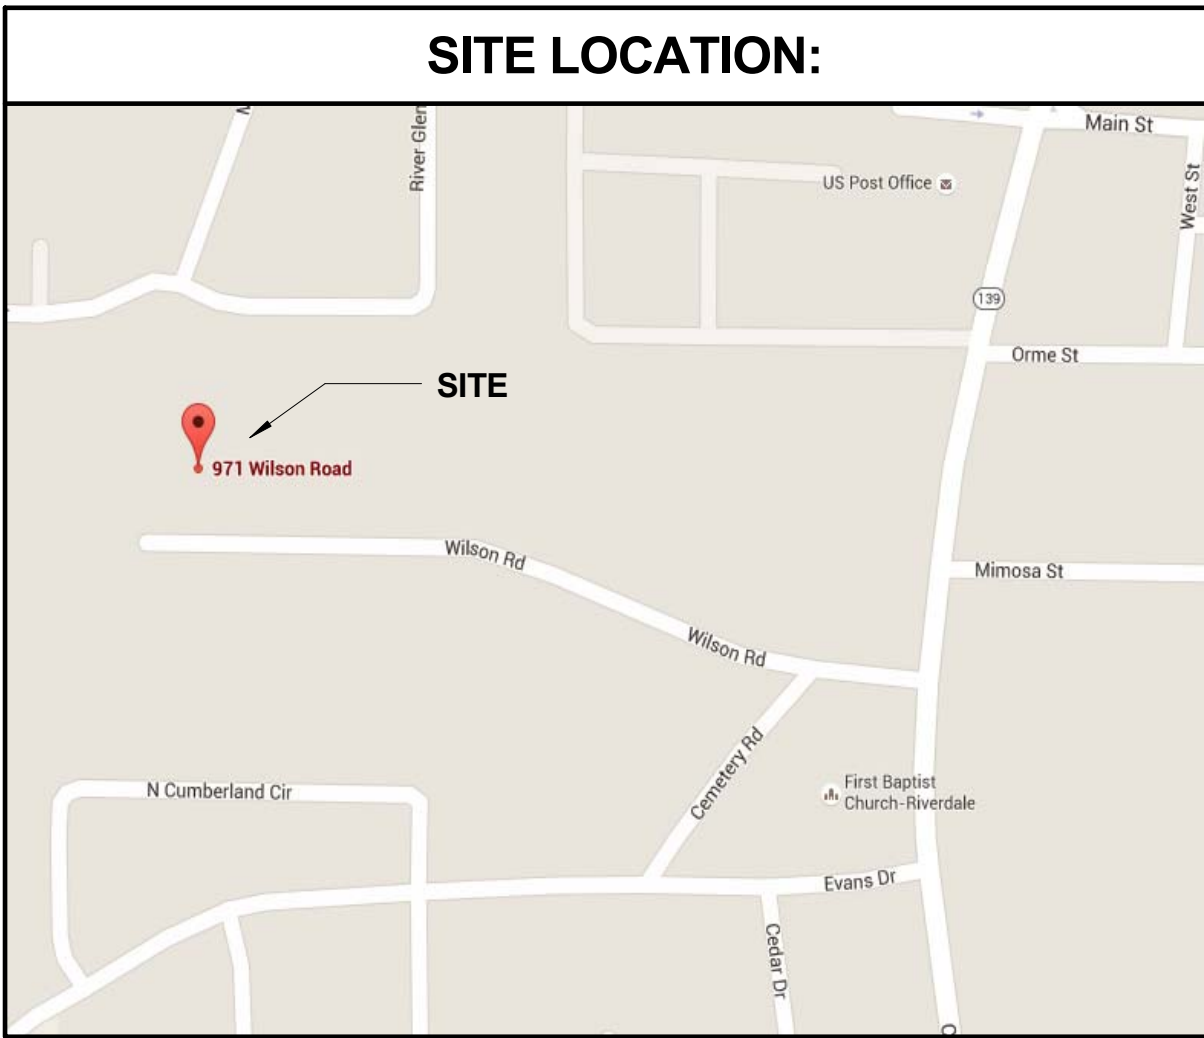 SITE LOCATION:
River Glen
Main St
US Post Office
West St
139
Orme St
SITE
971 Wilson Road
Wilson Rd
Mimosa St
Wilson Rd
Cemetery Rd
N Cumberland Cir
First Baptist
Church-Riverdale
Evans Dr
Cedar Dr